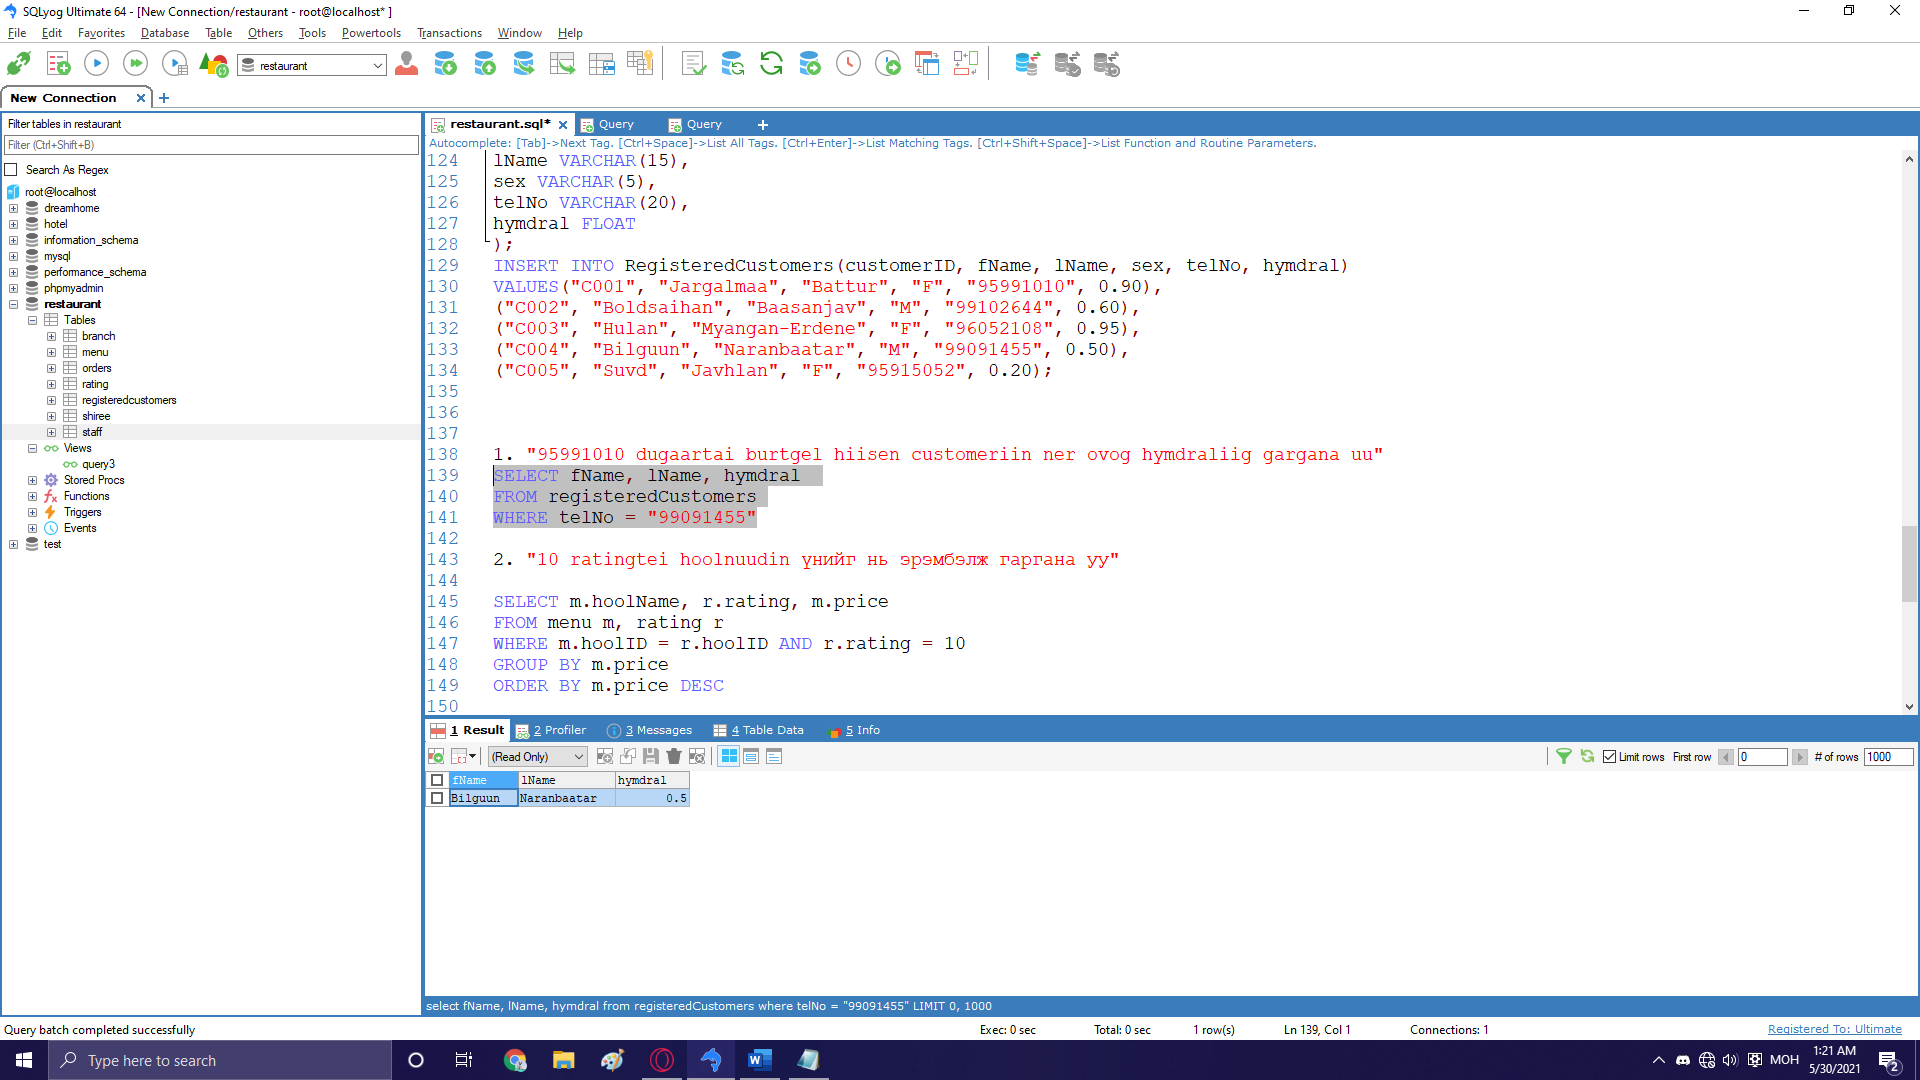 SQLyog Ultimate 64 - [New Connection/restaurant - root@localhost* ]
File Edit Favorites Database Table Others Tools Powertools Transactions Window Help
restaurant
New Connection
Filter tables in restaurant
Filter (Ctrl+Shift+B)
Search As Regex
root@localhost
dreamhome
hotel
information_schema
mysql
performance_schema
phpmyadmin
restaurant
Tables
branch
menu
orders
rating
registeredcustomers
shiree
staff
Views
query3
Stored Procs
Functions
Triggers
Events
test
restaurant.sql* Query Query
Autocomplete: [Tab]->Next Tag. [Ctrl+Space]->List All Tags. [Ctrl+Enter]->List Matching Tags. [Ctrl+Shift+Space]->List Function and Routine Parameters.
124 lName VARCHAR(15),
125 sex VARCHAR(5),
126 telNo VARCHAR(20),
127 hymdral FLOAT
128 );
129 INSERT INTO RegisteredCustomers(customerID, fName, lName, sex, telNo, hymdral)
130 VALUES("C001", "Jargalmaa", "Battur", "F", "95991010", 0.90),
131 ("C002", "Boldsaihan", "Baasanjav", "M", "99102644", 0.60),
132 ("C003", "Hulan", "Myangan-Erdene", "F", "96052108", 0.95),
133 ("C004", "Bilguun", "Naranbaatar", "M", "99091455", 0.50),
134 ("C005", "Suvd", "Javhlan", "F", "95915052", 0.20);
135
136
137
138 1. "95991010 dugaartai burtgel hiisen customeriin ner ovog hymdraliig gargana uu"
139 SELECT fName, lName, hymdral
140 FROM registeredCustomers
141 WHERE telNo = "99091455"
142
143 2. "10 ratingtei hoolnuudin үнийг нь эрэмбэлж гаргана уу"
144
145 SELECT m.hoolName, r.rating, m.price
146 FROM menu m, rating r
147 WHERE m.hoolID = r.hoolID AND r.rating = 10
148 GROUP BY m.price
149 ORDER BY m.price DESC
150
1 Result 2 Profiler 3 Messages 4 Table Data 5 Info
(Read Only) Limit rows First row 0 # of rows 1000
fName lName hymdral
Bilguun Naranbaatar 0.5
select fName, lName, hymdral from registeredCustomers where telNo = "99091455" LIMIT 0, 1000
Query batch completed successfully Exec: 0 sec Total: 0 sec 1 row(s) Ln 139, Col 1 Connections: 1 Registered To: Ultimate
Type here to search
МОН 1:21 AM
5/30/2021
2